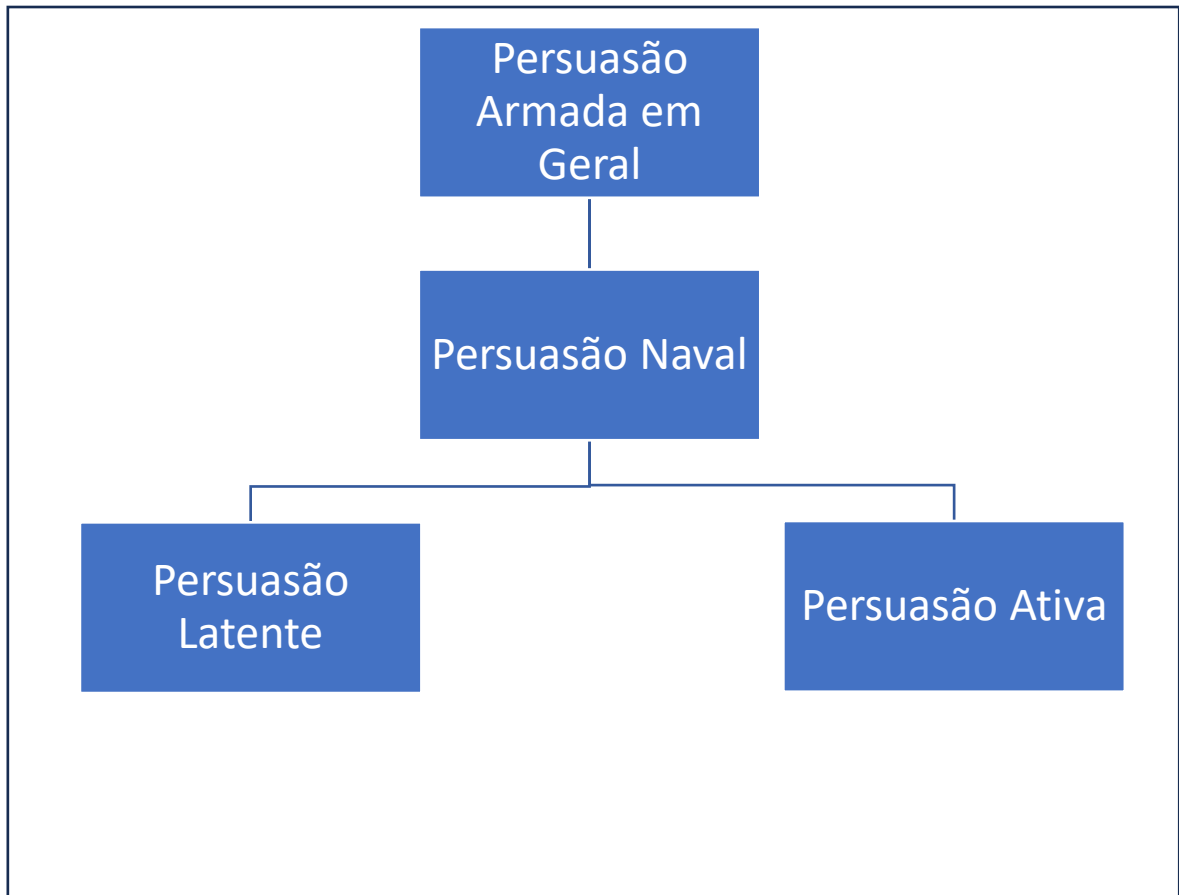 Persuasão
Armada em
Geral
Persuasão Naval
Persuasão
Latente
Persuasão Ativa